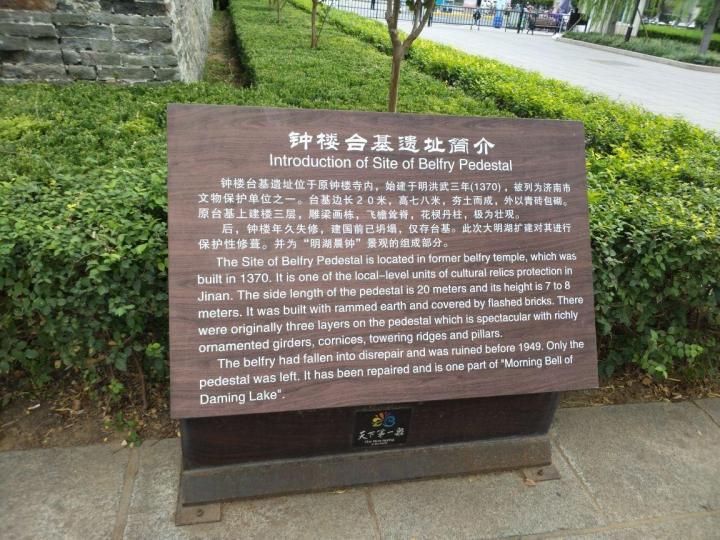 钟楼台基遗址简介
Introduction of Site of Belfry Pedestal
钟楼台基遗址位于原钟楼寺内，始建于明洪武三年(1370)，被列为济南市
文物保护单位之一。台基边长20米，高七八米，夯土而成，外以青砖包砌。
原台基上建楼三层，雕梁画栋，飞檐耸脊，花棂丹柱，极为壮观。
后，钟楼年久失修，建国前已坍塌，仅存台基。此次大明湖扩建对其进行
保护性修葺。并为“明湖晨钟”景观的组成部分。
The Site of Belfry Pedestal is located in former belfry temple, which was
built in 1370. It is one of the local-level units of cultural relics protection in
Jinan. The side length of the pedestal is 20 meters and its height is 7 to 8
meters. It was built with rammed earth and covered by flashed bricks. There
were originally three layers on the pedestal which is spectacular with richly
ornamented girders, cornices, towering ridges and pillars.
The belfry had fallen into disrepair and was ruined before 1949. Only the
pedestal was left. It has been repaired and is one part of "Morning Bell of
Daming Lake".
天下第一泉